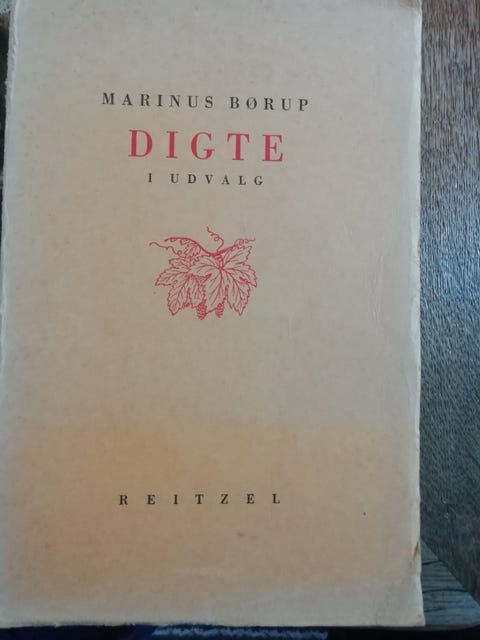 MARINUS BØRUP
DIGTE
I UDVALG
REITZEL